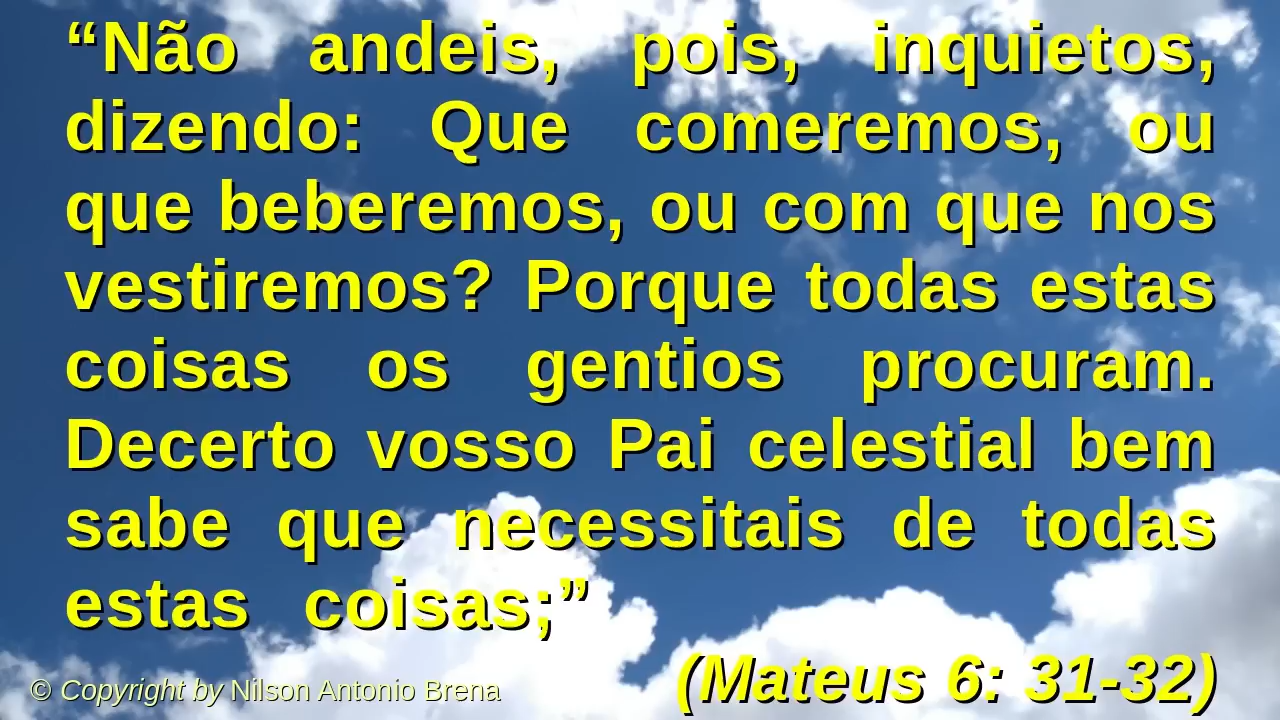 “Não andeis, pois, inquietos,
dizendo: Que comeremos, ou
que beberemos, ou com que nos
vestiremos? Porque todas estas
coisas os gentios procuram.
Decerto vosso Pai celestial bem
sabe que necessitais de todas
estas coisas;”
(Mateus 6: 31-32)
© Copyright by Nilson Antonio Brena